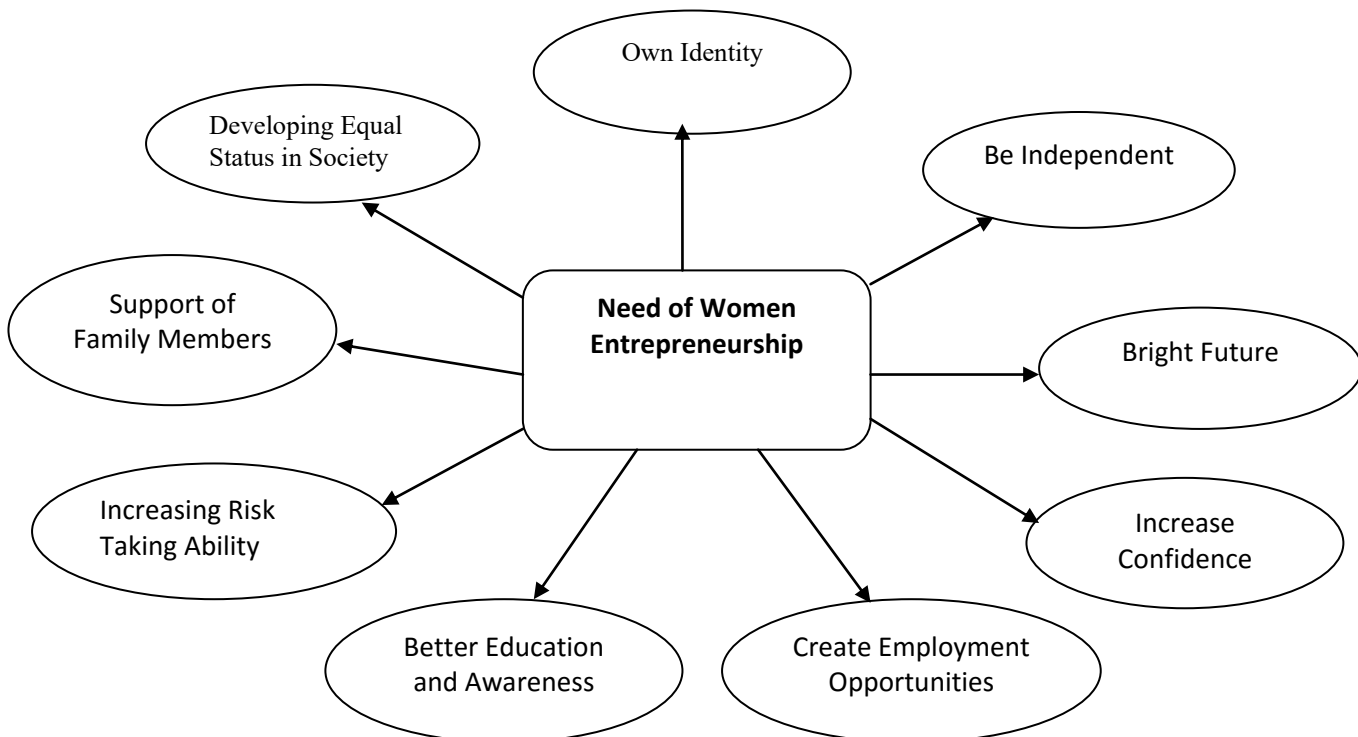 Own Identity
Developing Equal
Status in Society
Be Independent
Support of
Family Members
Need of Women
Entrepreneurship
Bright Future
Increasing Risk
Taking Ability
Increase
Confidence
Better Education
and Awareness
Create Employment
Opportunities